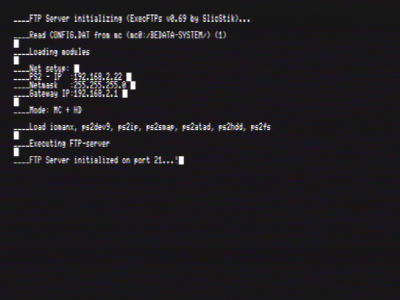 ____FTP Server initializing (ExecFTPs v0.69 by SlicStik)...
____Read CONFIG.DAT from mc (mc0:/BEDATA-SYSTEM/) (1)
____Loading modules
____Net setup:
____PS2 - IP  :192.168.2.22
____Netmask   :255.255.255.0
____Gateway IP:192.168.2.1
____Mode: MC + HD
____Load iomanx, ps2dev9, ps2ip, ps2smap, ps2atad, ps2hdd, ps2fs
____Executing FTP-server
____FTP Server initialized on port 21...'